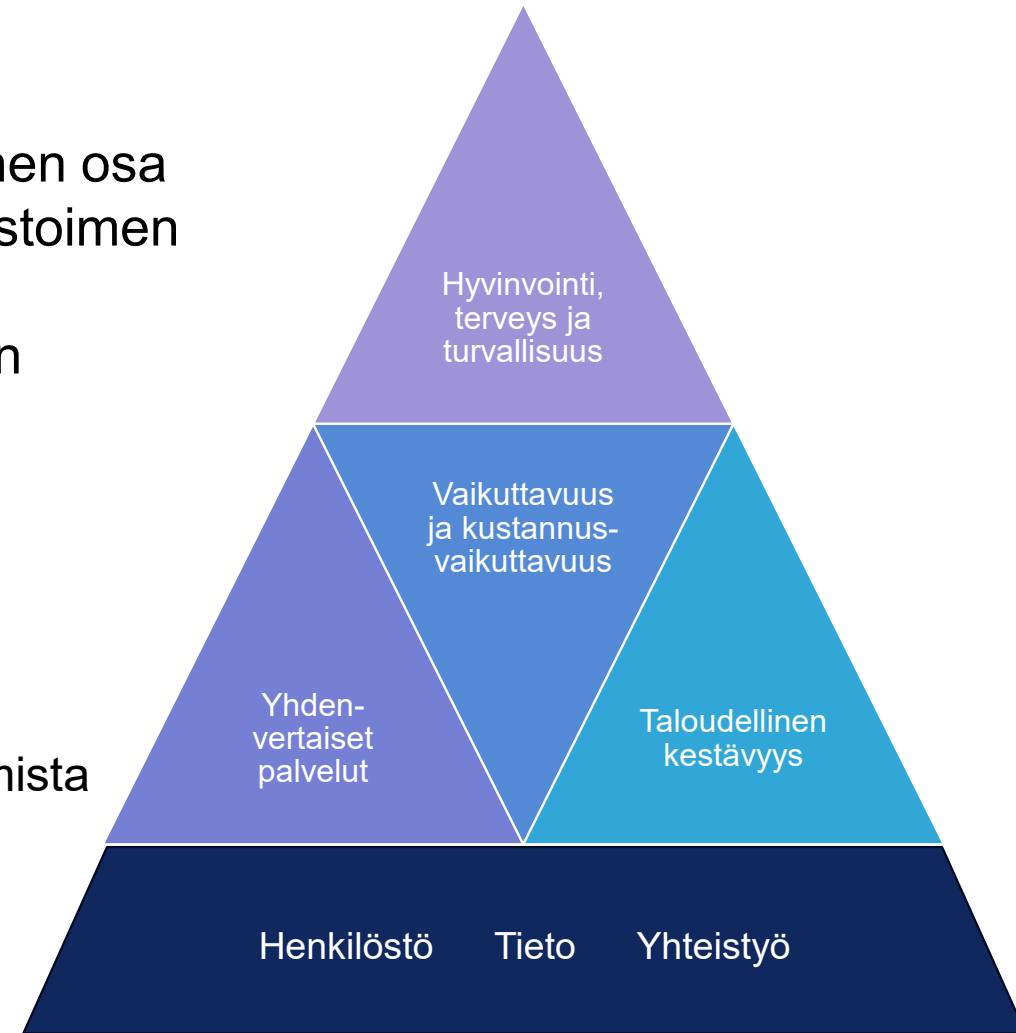 nen osa
stoimen
n
nista
Hyvinvointi,
terveys ja
turvallisuus
Vaikuttavuus
ja kustannus-
vaikuttavuus
Yhden-
vertaiset
palvelut
Taloudellinen
kestävyys
Henkilöstö Tieto Yhteistyö